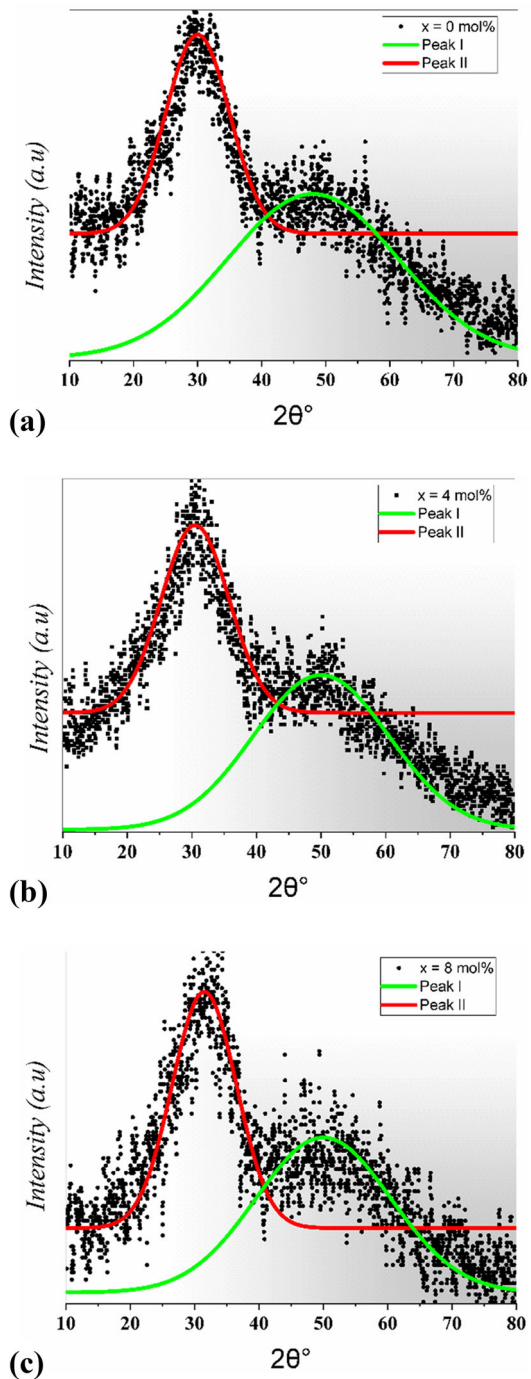 x = 0 mol%
Peak I
Peak II
Intensity (a.u)
10 20 30 40 50 60 70 80
2θ°
(a)
x = 4 mol%
Peak I
Peak II
Intensity (a.u)
10 20 30 40 50 60 70 80
2θ°
(b)
x = 8 mol%
Peak I
Peak II
Intensity (a.u)
10 20 30 40 50 60 70 80
2θ°
(c)